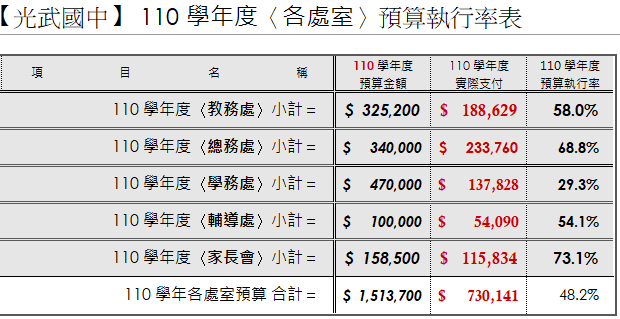 【光武國中】 110 學年度〈各處室〉預算執行率表
項 目 名 稱 110 學年度 預算金額 110 學年度 實際支付 110 學年度 預算執行率
110 學年度〈教務處〉小計= $ 325,200 $ 188,629 58.0%
110 學年度〈總務處〉小計= $ 340,000 $ 233,760 68.8%
110 學年度〈學務處〉小計= $ 470,000 $ 137,828 29.3%
110 學年度〈輔導處〉小計= $ 100,000 $ 54,090 54.1%
110 學年度〈家長會〉小計= $ 158,500 $ 115,834 73.1%
110 學年各處室預算 合計= $ 1,513,700 $ 730,141 48.2%